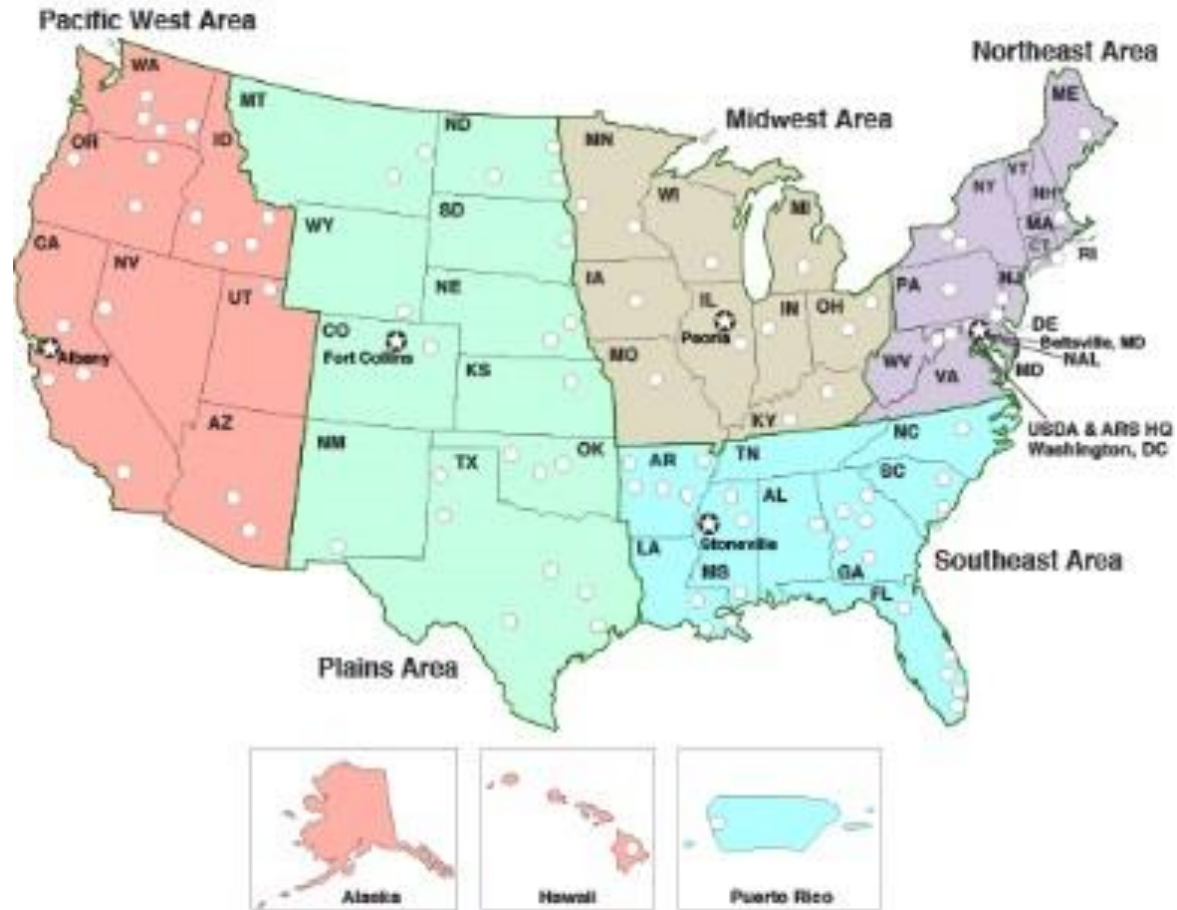 Pacific West Area
Northeast Area
Midwest Area
WA
MT
ND
MN
ME
OR
ID
WI
MI
NY
VT
NH
MA
CT
RI
CA
NV
WY
SD
IA
UT
NE
IL
IN
OH
PA
NJ
Albany
CO
Fort Collins
Peoria
DE
Beltsville, MD
NAL
MD
KS
MO
WV
VA
KY
AZ
NM
TX
OK
AR
TN
NC
USDA & ARS HQ
Washington, DC
SC
AL
LA
Stoneville
MS
GA
FL
Southeast Area
Plains Area
Alaska
Hawaii
Puerto Rico